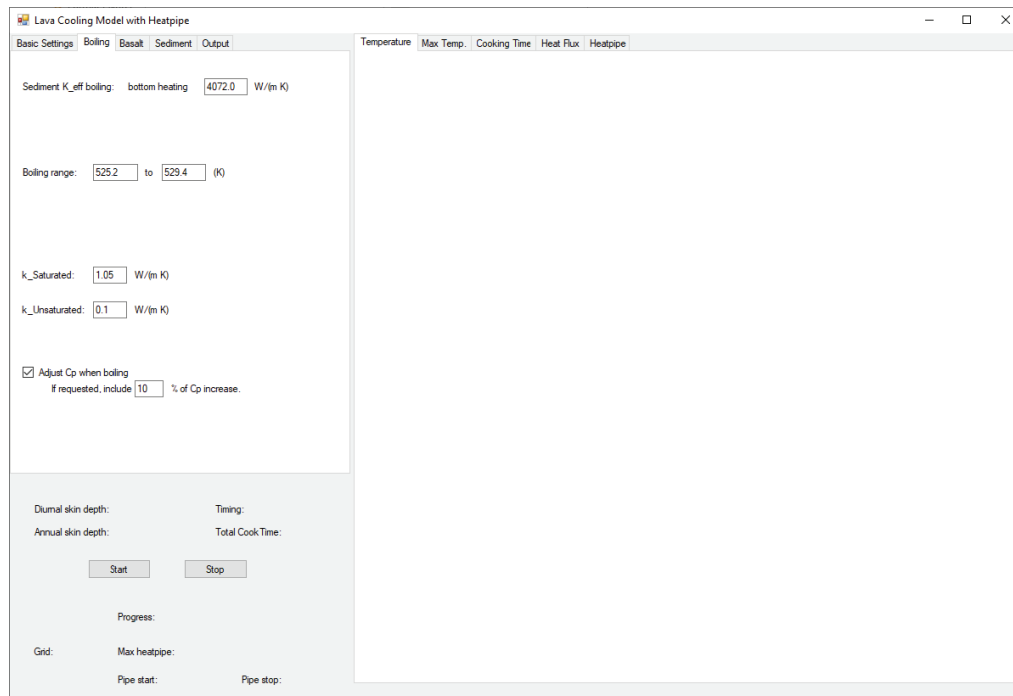 Lava Cooling Model with Heatpipe
Basic Settings Boiling Basalt Sediment Output
Temperature Max Temp. Cooking Time Heat Flux Heatpipe
Sediment K_eff boiling: bottom heating 4072.0 W/(m K)
Boiling range: 525.2 to 529.4 (K)
k_Saturated: 1.05 W/(m K)
k_Unsaturated: 0.1 W/(m K)
Adjust Cp when boiling
If requested, include 10 % of Cp increase.
Diurnal skin depth: Timing:
Annual skin depth: Total Cook Time:
Start Stop
Progress:
Grid: Max heatpipe:
Pipe start: Pipe stop: